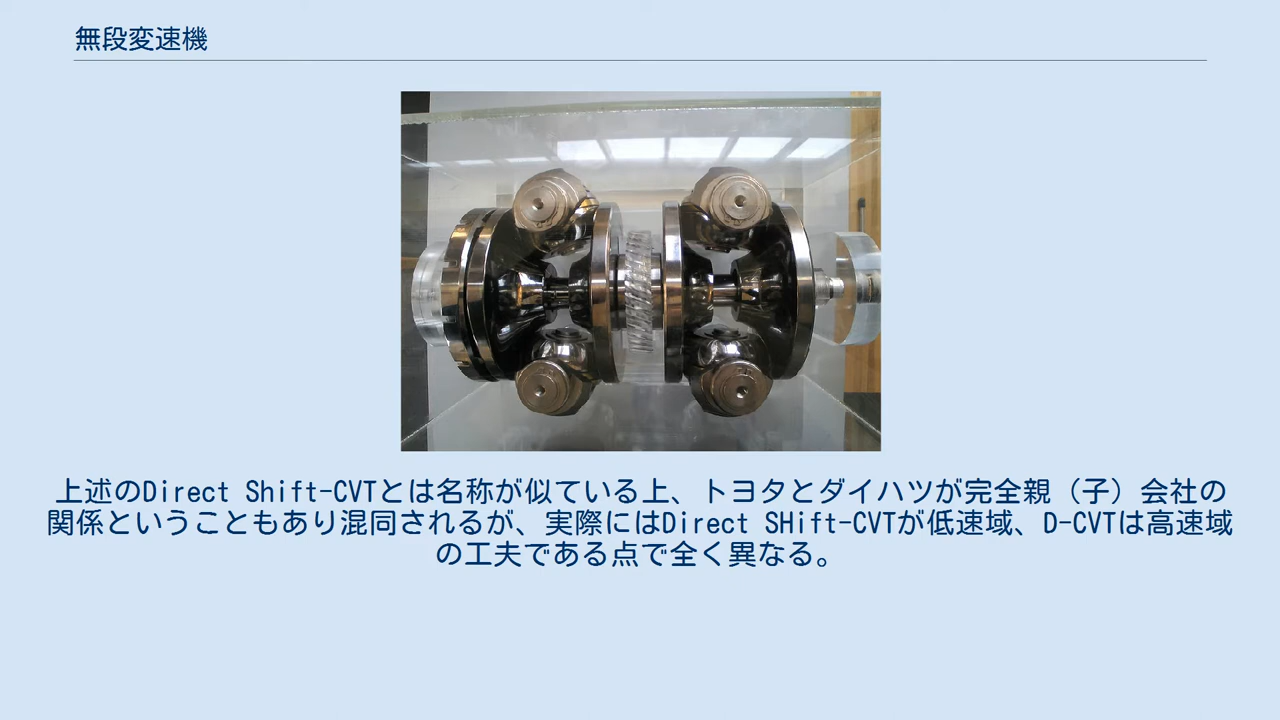 無段変速機
上述のDirect Shift-CVTとは名称が似ている上、トヨタとダイハツが完全親（子）会社の
関係ということもあり混同されるが、実際にはDirect SHift-CVTが低速域、D-CVTは高速域
の工夫である点で全く異なる。